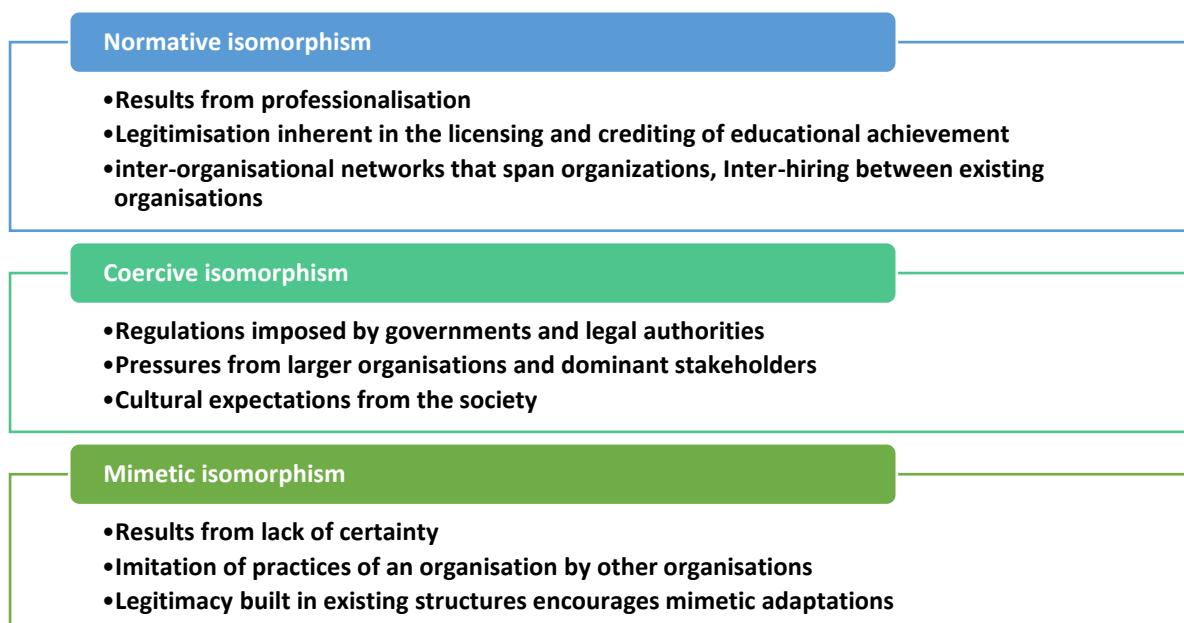 Normative isomorphism
•Results from professionalisation
•Legitimisation inherent in the licensing and crediting of educational achievement
•inter-organisational networks that span organizations, Inter-hiring between existing
organisations
Coercive isomorphism
•Regulations imposed by governments and legal authorities
•Pressures from larger organisations and dominant stakeholders
•Cultural expectations from the society
Mimetic isomorphism
•Results from lack of certainty
•Imitation of practices of an organisation by other organisations
•Legitimacy built in existing structures encourages mimetic adaptations